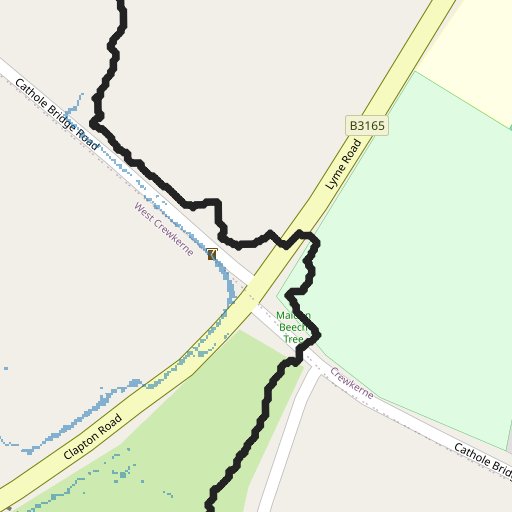 Cathole Bridge Road
B3165
Lyme Road
West Crewkerne
Maiden
Beech
Tree
Crewkerne
Clapton Road
Cathole Bridg